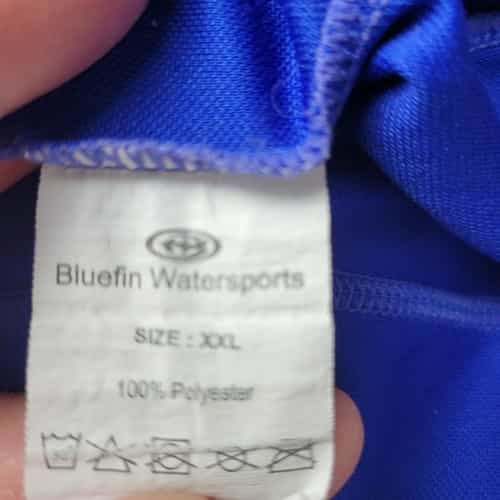 Bluefin Watersports
SIZE : XXL
100% Polyester